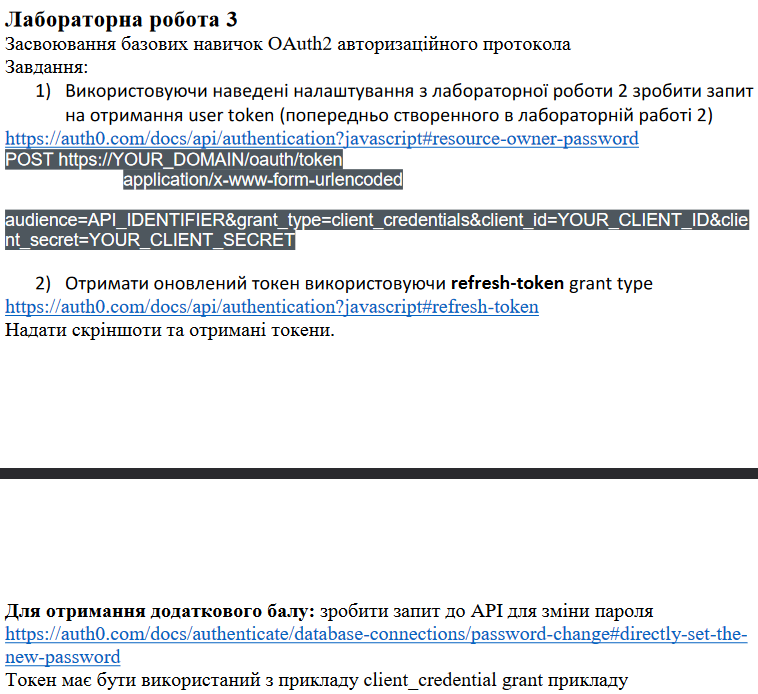 Лабораторна робота 3
Засвоювання базових навичок OAuth2 авторизаційного протокола
Завдання:
1) Використовуючи наведені налаштування з лабораторної роботи 2 зробити запит
на отримання user token (попередньо створенного в лабораторній работі 2)
https://auth0.com/docs/api/authentication?javascript#resource-owner-password
POST https://YOUR_DOMAIN/oauth/token
application/x-www-form-urlencoded
audience=API_IDENTIFIER&grant_type=client_credentials&client_id=YOUR_CLIENT_ID&clie
nt_secret=YOUR_CLIENT_SECRET
2) Отримати оновлений токен використовуючи refresh-token grant type
https://auth0.com/docs/api/authentication?javascript#refresh-token
Надати скріншоти та отримані токени.
Для отримання додаткового балу: зробити запит до API для зміни пароля
https://auth0.com/docs/authenticate/database-connections/password-change#directly-set-the-
new-password
Токен має бути використаний з прикладу client_credential grant прикладу